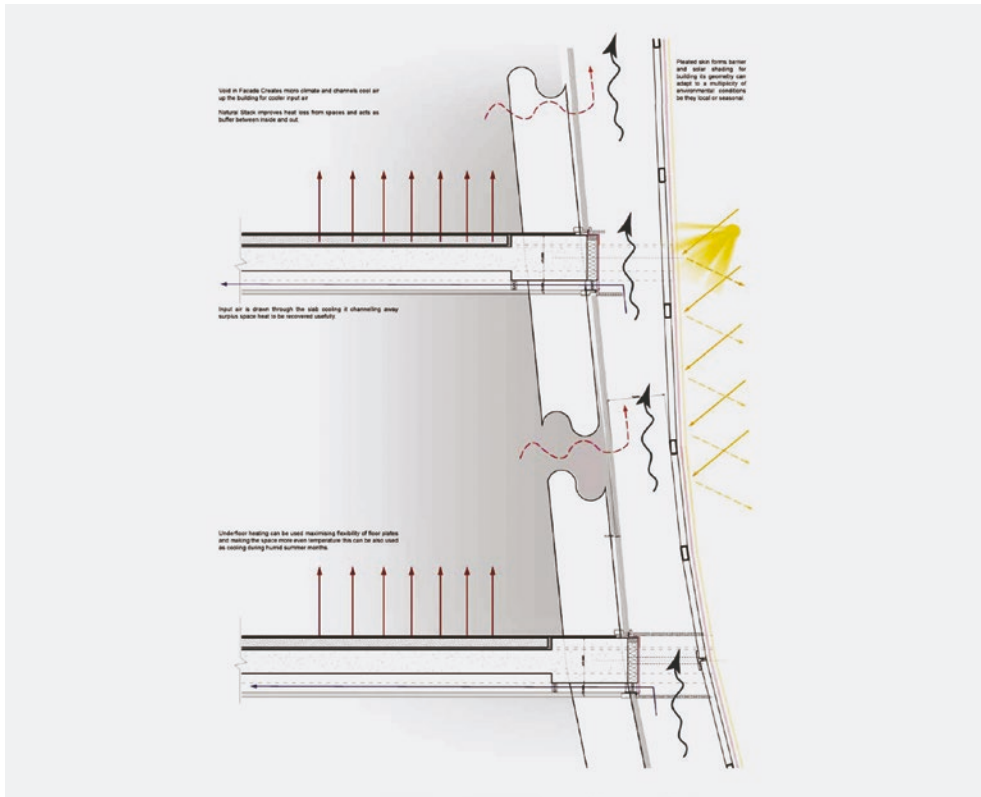 Void in Facade Creates micro climate and channels cool air
up the building for cooler input air
Natural Stack improves heat loss from spaces and acts as
buffer between inside and out.
Pleated skin forms barrier
and solar shading for
building its geometry can
adapt to a multiplicity of
environmental conditions
be they local or seasonal.
Input air is drawn through the slab cooling it channelling away
surplus space heat to be recovered usefully
Underfloor heating can be used maximising flexibility of floor plates
and making the space more even temperature this can be also used
as cooling during humid summer months.